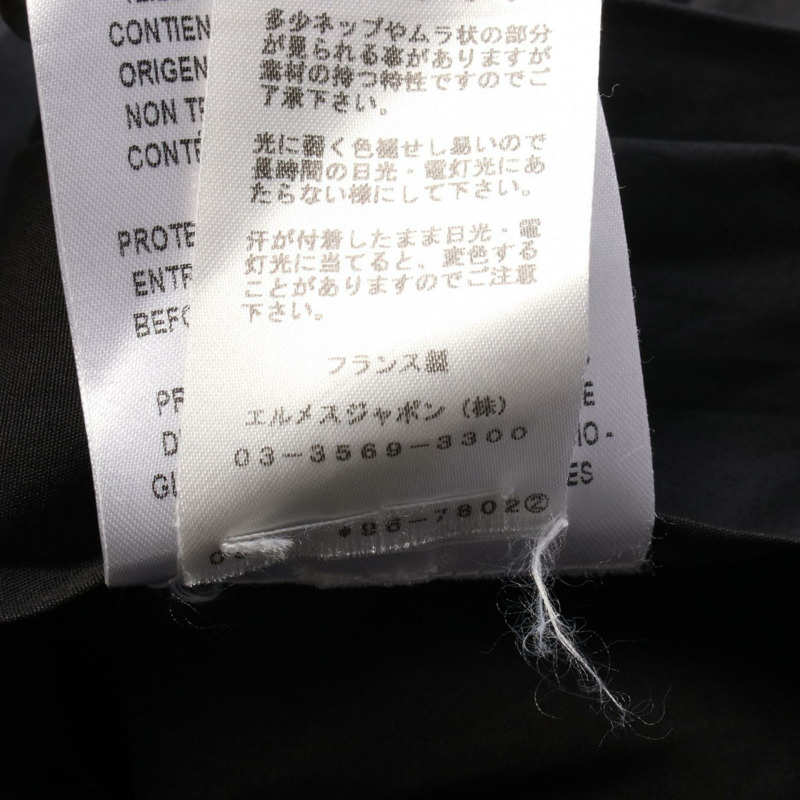 CONTIEN
ORIGEN
NON TE
CONTE
PROTE
ENTR
BEFO
PR
D
GL
E
NO-
ES
多少ネップやムラ状の部分
が見られる事がありますが
素材の持つ特性ですのでご
了承下さい。
光に弱く色褪せし易いので
長時間の日光・電灯光にあ
たらない様にして下さい。
汗が付着したまま日光・電
灯光に当てると、変色する
ことがありますのでご注意
下さい。
フランス製
エルメスジャポン（株）
03-3569-3300
*86-7802②